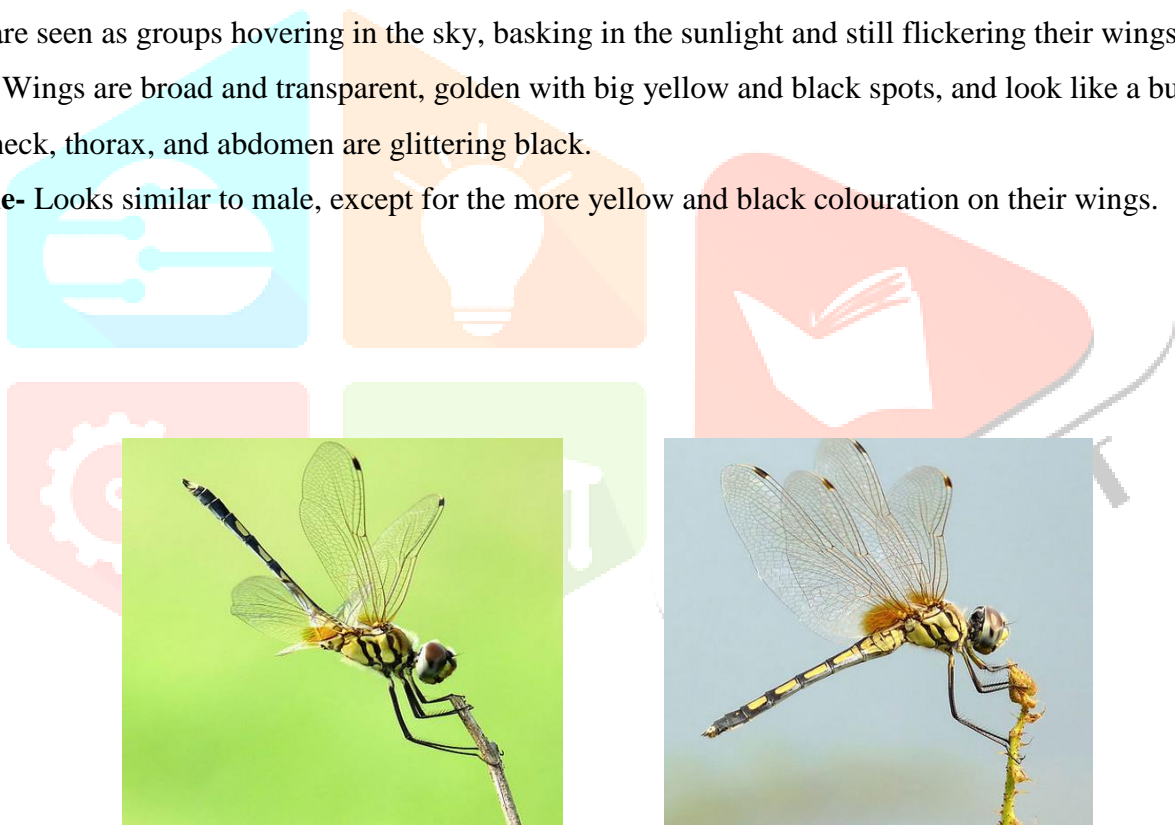 are seen as groups hovering in the sky, basking in the sunlight and still flickering their wings
Wings are broad and transparent, golden with big yellow and black spots, and look like a bu
neck, thorax, and abdomen are glittering black.
e- Looks similar to male, except for the more yellow and black colouration on their wings.